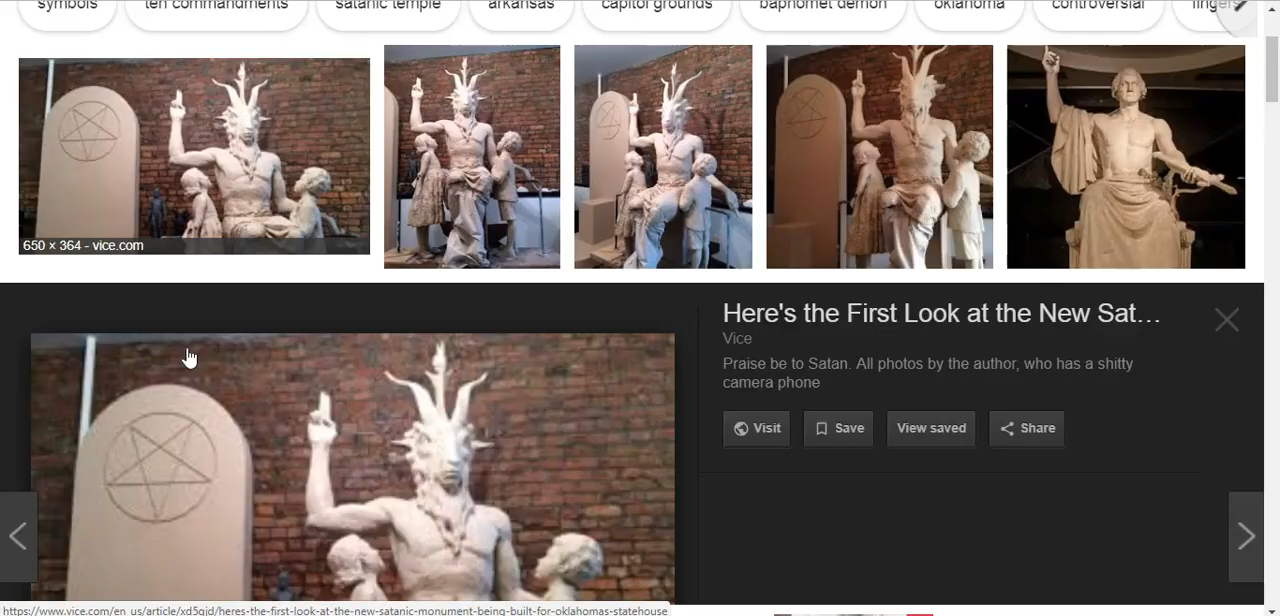 symbols
ten commandments
satanic temple
arkansas
capitol grounds
baphomet demon
oklahoma
controversial
650 × 364 - vice.com
Here's the First Look at the New Sat...
Vice
Praise be to Satan. All photos by the author, who has a shitty
camera phone
Visit
Save
View saved
Share
https://www.vice.com/en_us/article/xd5gjd/heres-the-first-look-at-the-new-satanic-monument-being-built-for-oklahomas-statehouse